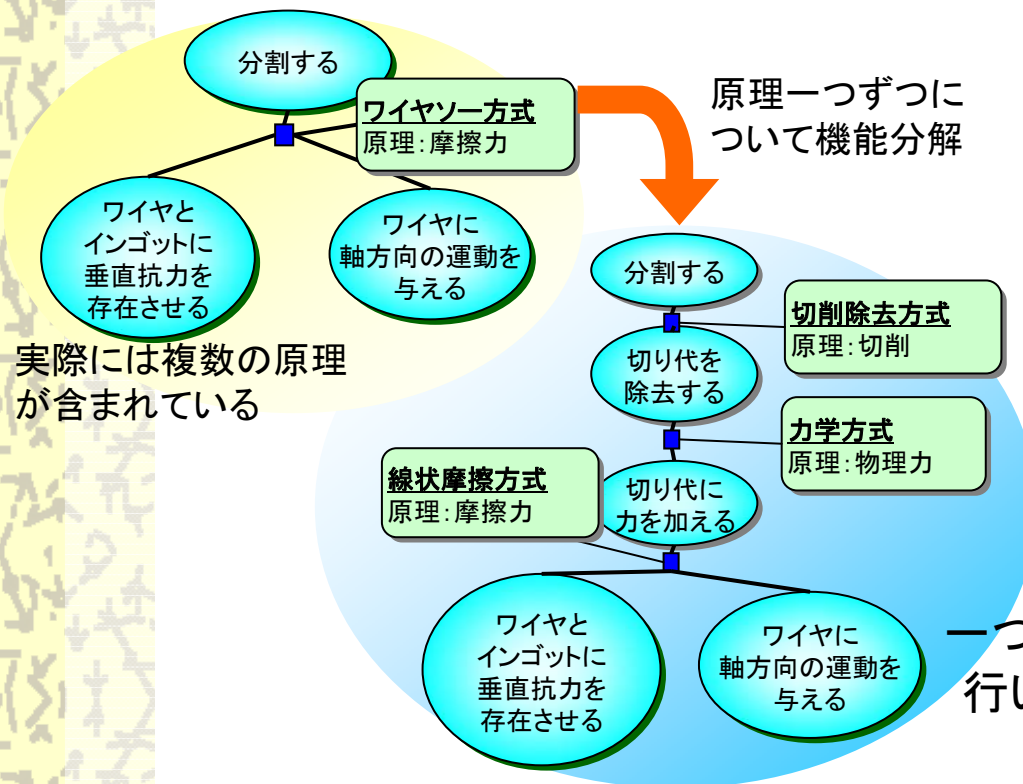 分割する
ワイヤソー方式
原理：摩擦力
ワイヤと
インゴットに
垂直抗力を
存在させる
ワイヤに
軸方向の運動を
与える
実際には複数の原理
が含まれている
原理一つずつに
ついて機能分解
分割する
切削除去方式
原理：切削
切り代を
除去する
力学方式
原理：物理力
線状摩擦方式
原理：摩擦力
切り代に
力を加える
ワイヤと
インゴットに
垂直抗力を
存在させる
ワイヤに
軸方向の運動を
与える
一つ
行い